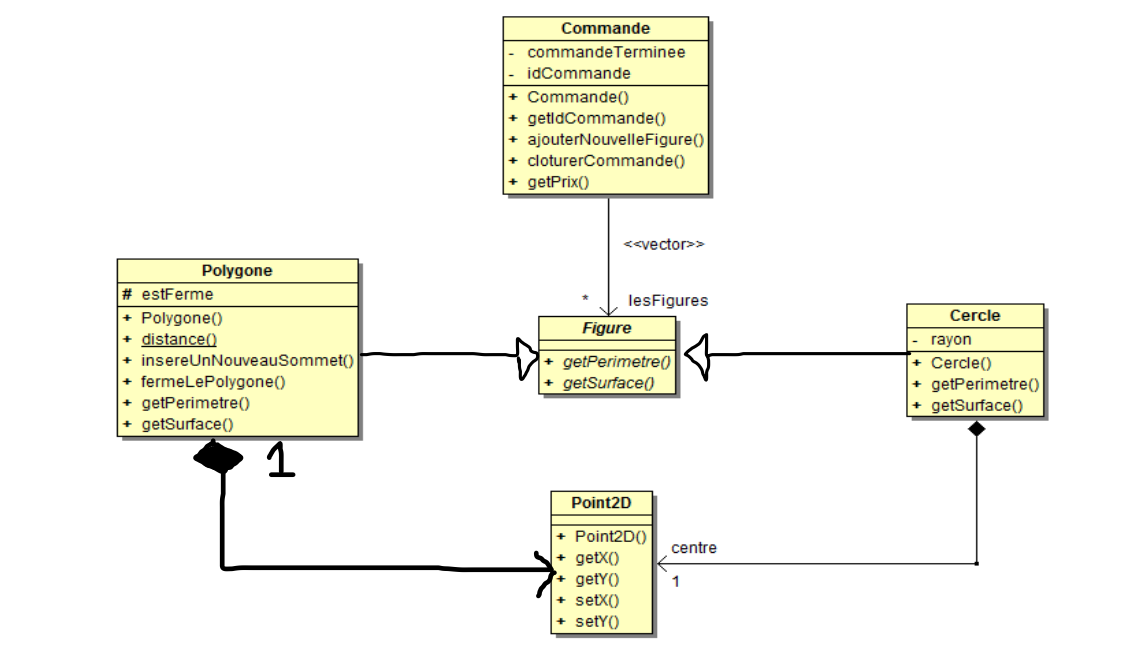 Commande
- commandeTerminee
- idCommande
+ Commande()
+ getIdCommande()
+ ajouterNouvelleFigure()
+ cloturerCommande()
+ getPrix()
<<vector>>
* lesFigures
Polygone
# estFerme
+ Polygone()
+ distance()
+ insereUnNouveauSommet()
+ fermeLePolygone()
+ getPerimetre()
+ getSurface()
1
Figure
+ getPerimetre()
+ getSurface()
Cercle
- rayon
+ Cercle()
+ getPerimetre()
+ getSurface()
Point2D
+ Point2D()
+ getX()
+ getY()
+ setX()
+ setY()
centre
1